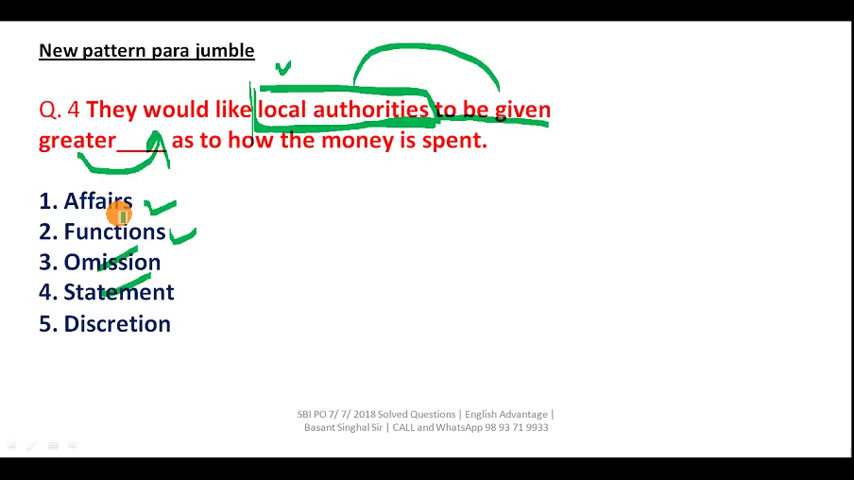 New pattern para jumble
Q. 4 They would like local authorities to be given
greater____ as to how the money is spent.
1. Affairs
2. Functions
3. Omission
4. Statement
5. Discretion
SBI PO 7/ 7/ 2018 Solved Questions | English Advantage |
Basant Singhal Sir | CALL and WhatsApp 98 93 71 9933